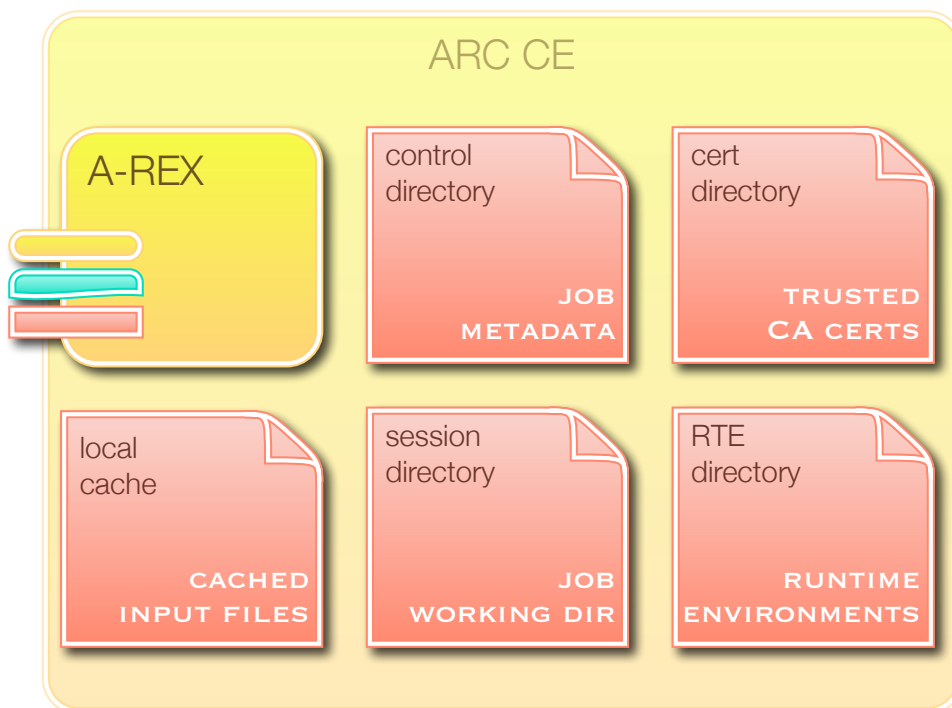 ARC CE
A-REX
control
directory
JOB
METADATA
cert
directory
TRUSTED
CA CERTS
local
cache
CACHED
INPUT FILES
session
directory
JOB
WORKING DIR
RTE
directory
RUNTIME
ENVIRONMENTS